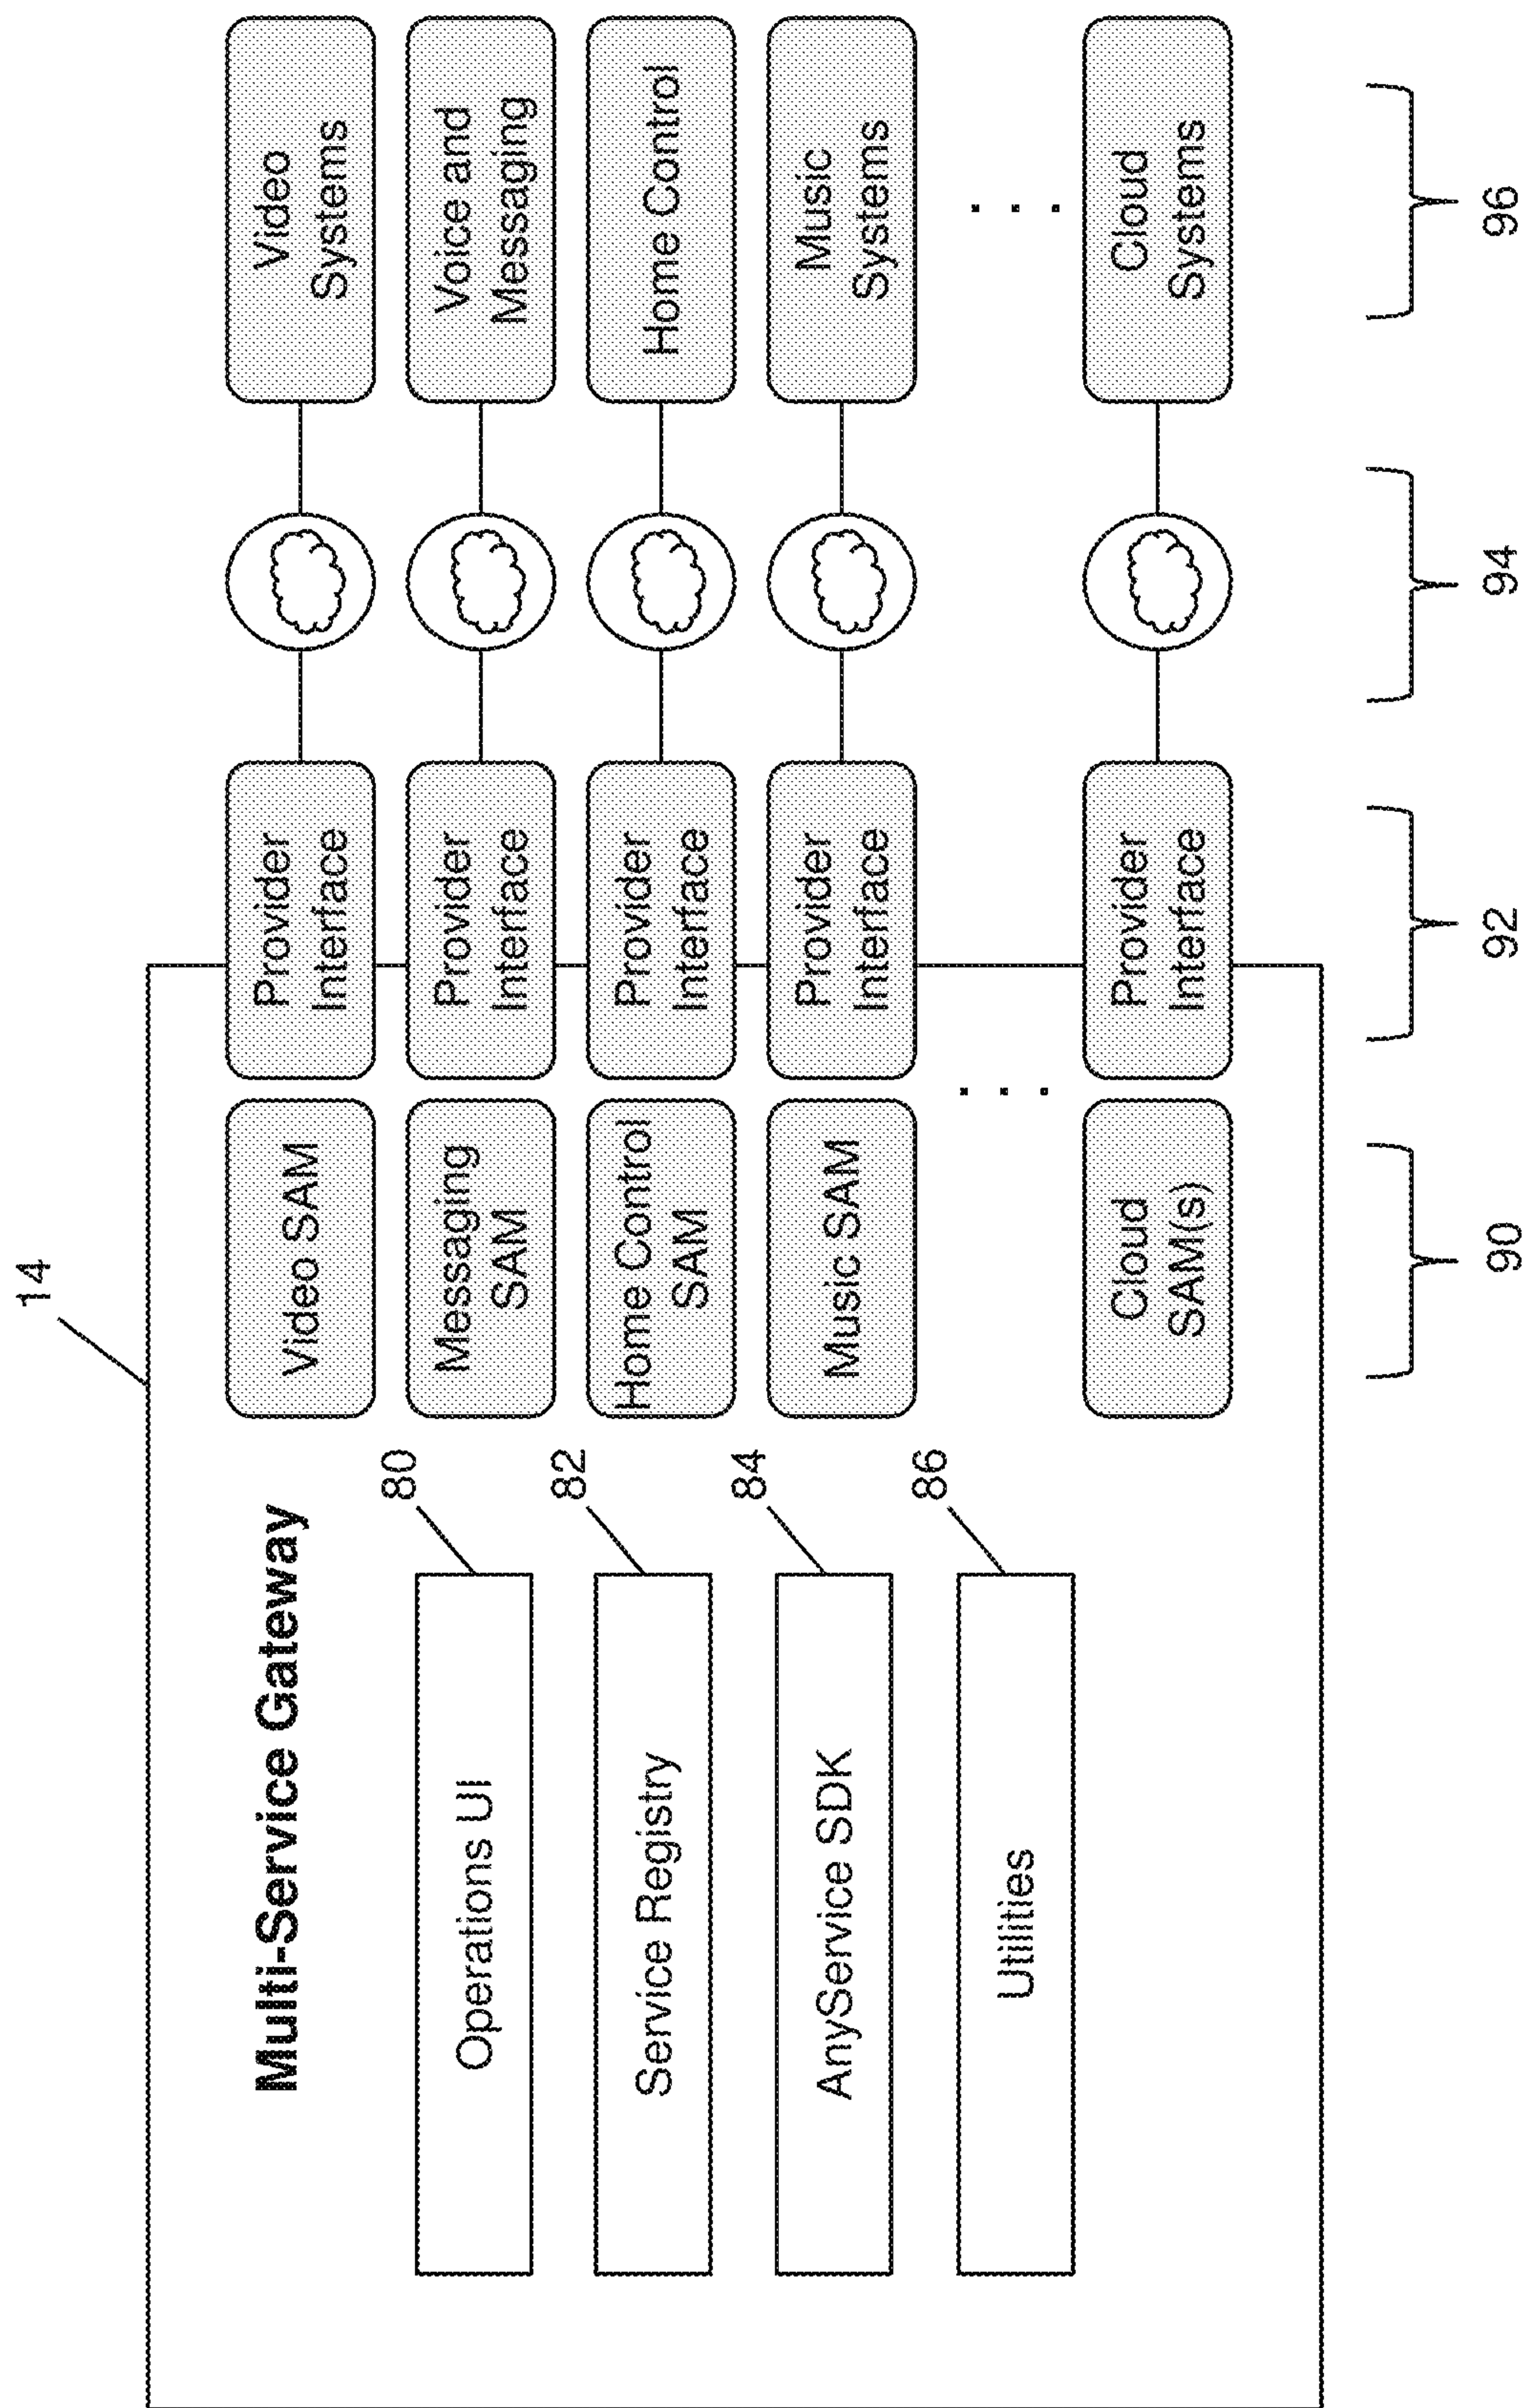 14
Multi-Service Gateway
Operations UI
80
Service Registry
82
AnyService SDK
84
Utilities
86
Video SAM
Messaging
SAM
Home Control
SAM
Music SAM
. . .
Cloud
SAM(s)
90
Provider
Interface
Provider
Interface
Provider
Interface
Provider
Interface
Provider
Interface
92
94
Video
Systems
Voice and
Messaging
Home Control
Music
Systems
. . .
Cloud
Systems
96